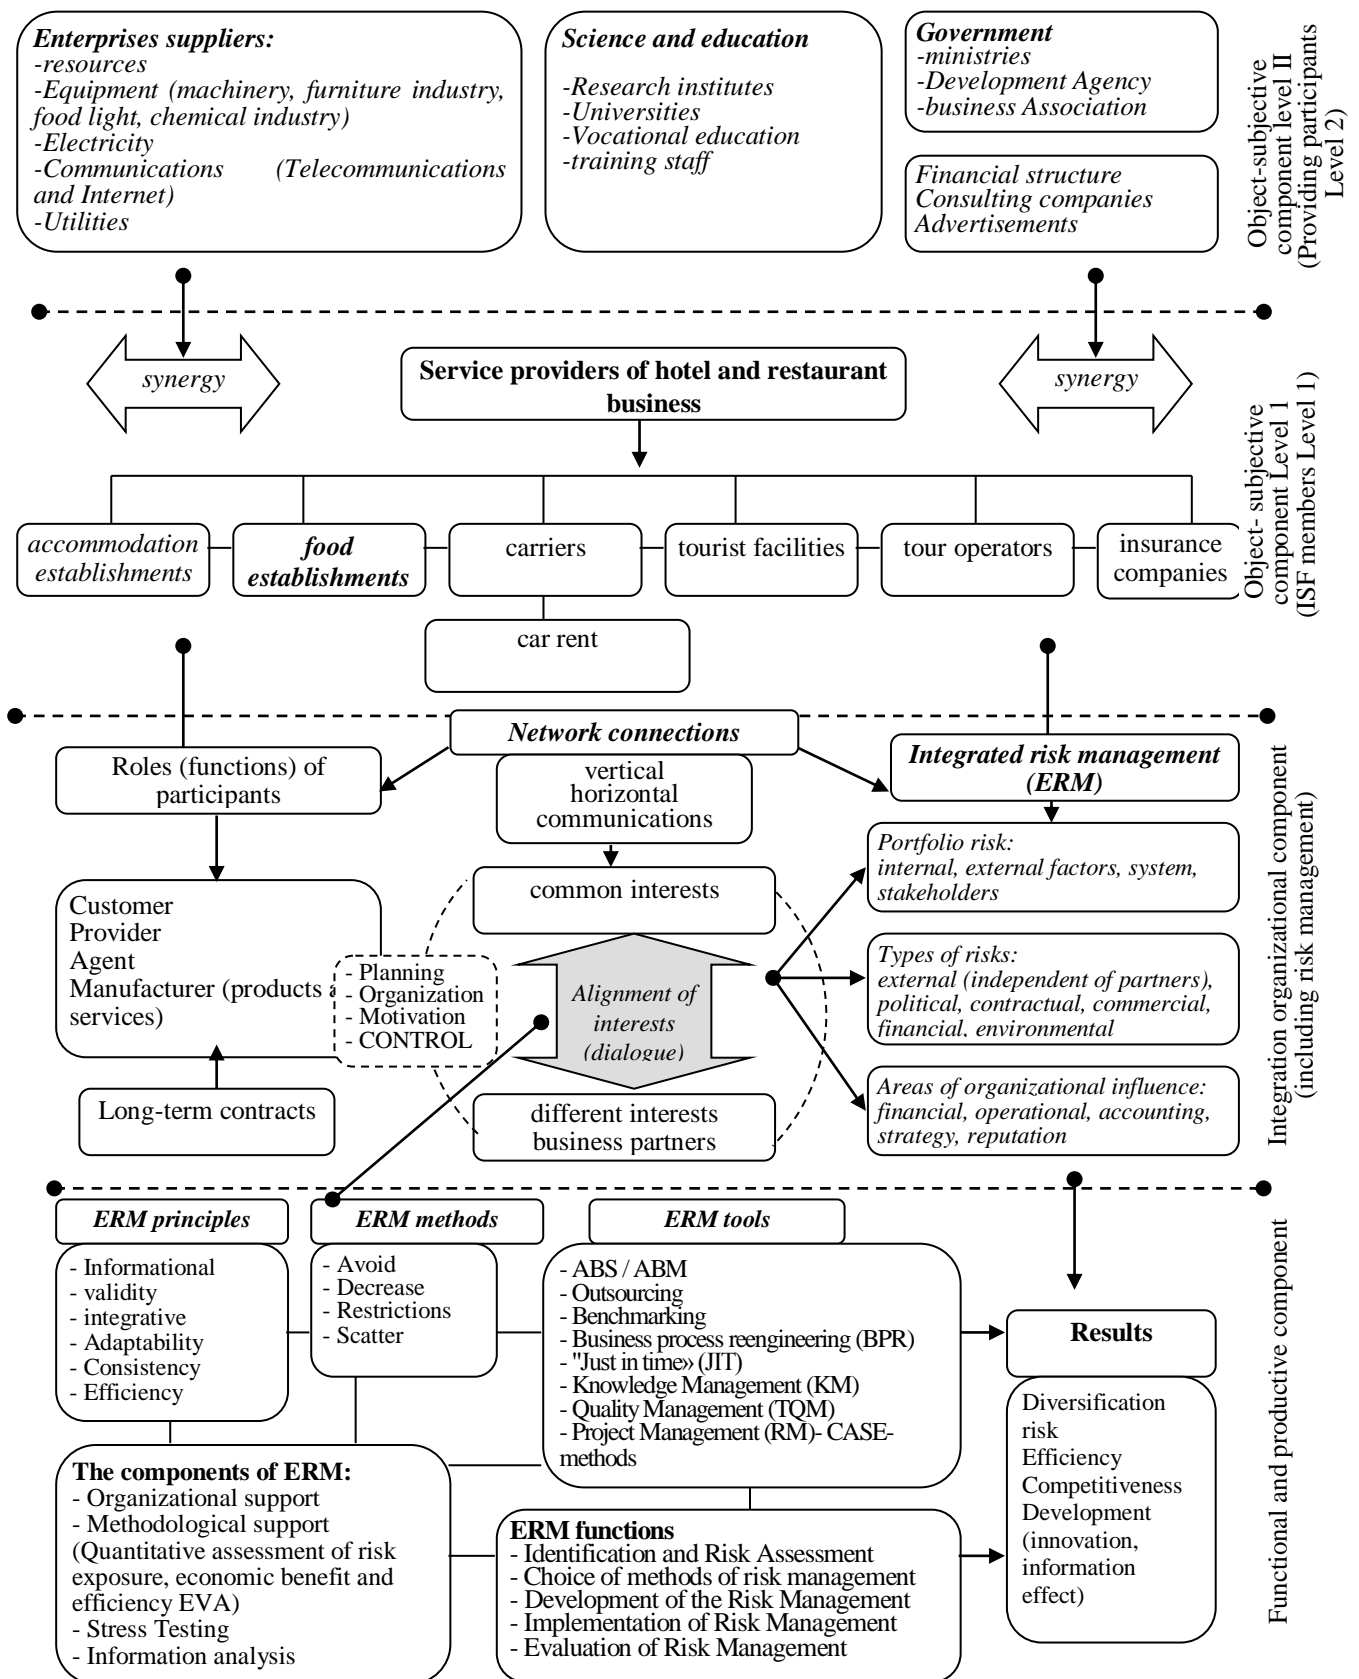 Enterprises suppliers:
-resources
-Equipment (machinery, furniture industry,
food light, chemical industry)
-Electricity
-Communications (Telecommunications
and Internet)
-Utilities
Science and education
-Research institutes
-Universities
-Vocational education
-training staff
Government
-ministries
-Development Agency
-business Association
Financial structure
Consulting companies
Advertisements
Object-subjective
component level II
(Providing participants
Level 2)
synergy
Service providers of hotel and restaurant
business
synergy
accommodation
establishments
food
establishments
carriers
tourist facilities
tour operators
insurance
companies
car rent
Object- subjective
component Level 1
(ISF members Level 1)
Network connections
Roles (functions) of
participants
vertical
horizontal
communications
Integrated risk management
(ERM)
Customer
Provider
Agent
Manufacturer (products a
services)
- Planning
- Organization
- Motivation
- CONTROL
Long-term contracts
common interests
Alignment of
interests
(dialogue)
different interests
business partners
Portfolio risk:
internal, external factors, system,
stakeholders
Types of risks:
external (independent of partners),
political, contractual, commercial,
financial, environmental
Areas of organizational influence:
financial, operational, accounting,
strategy, reputation
Integration organizational component
(including risk management)
ERM principles
- Informational
- validity
- integrative
- Adaptability
- Consistency
- Efficiency
ERM methods
- Avoid
- Decrease
- Restrictions
- Scatter
ERM tools
- ABS / ABM
- Outsourcing
- Benchmarking
- Business process reengineering (BPR)
- "Just in time» (JIT)
- Knowledge Management (KM)
- Quality Management (TQM)
- Project Management (RM)- CASE-
methods
Results
Diversification
risk
Efficiency
Competitiveness
Development
(innovation,
information
effect)
The components of ERM:
- Organizational support
- Methodological support
(Quantitative assessment of risk
exposure, economic benefit and
efficiency EVA)
- Stress Testing
- Information analysis
ERM functions
- Identification and Risk Assessment
- Choice of methods of risk management
- Development of the Risk Management
- Implementation of Risk Management
- Evaluation of Risk Management
Functional and productive component